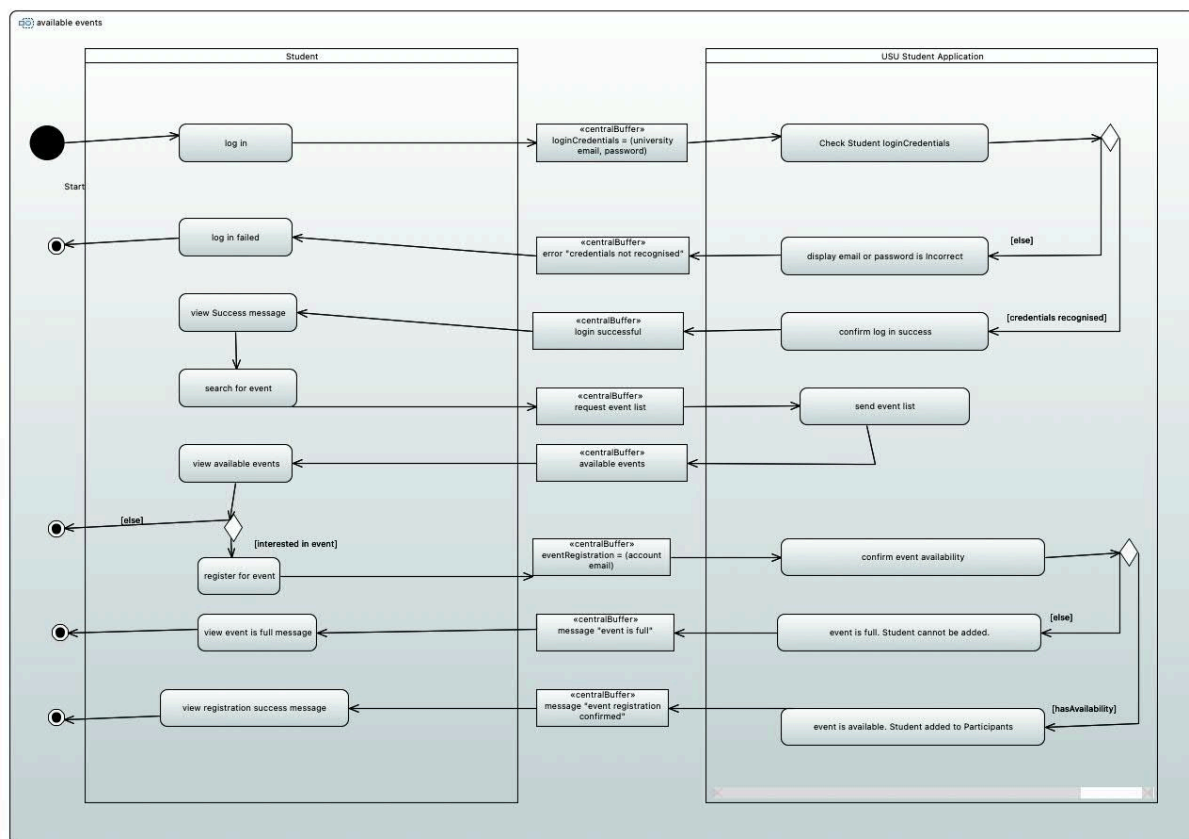 available events
Student
USU Student Application
log in
«centralBuffer»
loginCredentials = (university
email, password)
Check Student loginCredentials
Start
log in failed
«centralBuffer»
error "credentials not recognised"
display email or password is Incorrect
[else]
view Success message
«centralBuffer»
login successful
confirm log in success
[credentials recognised]
search for event
«centralBuffer»
request event list
send event list
view available events
«centralBuffer»
available events
[else]
[interested in event]
register for event
«centralBuffer»
eventRegistration = (account
email)
confirm event availability
view event is full message
«centralBuffer»
message "event is full"
event is full. Student cannot be added.
[else]
view registration success message
«centralBuffer»
message "event registration
confirmed"
event is available. Student added to Participants
[hasAvailability]